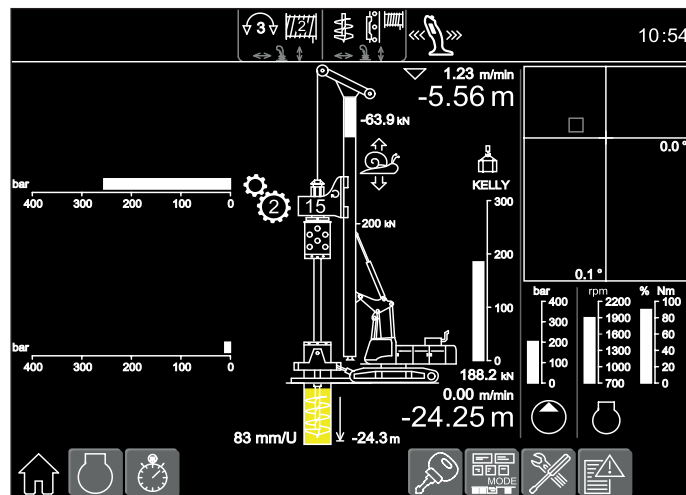 3
2
10:54
1.23 m/min
-5.56 m
-63.9 kN
0.0 °
KELLY
bar
400 300 200 100 0
2
15
300
200 kN
200
100
0
188.2 kN
0.1 °
bar
400
300
200
100
0
rpm
2200
1900
1600
1300
1000
700
% Nm
100
80
60
40
20
0
bar
400 300 200 100 0
0.00 m/min
-24.25 m
83 mm/U
-24.3 m
MODE